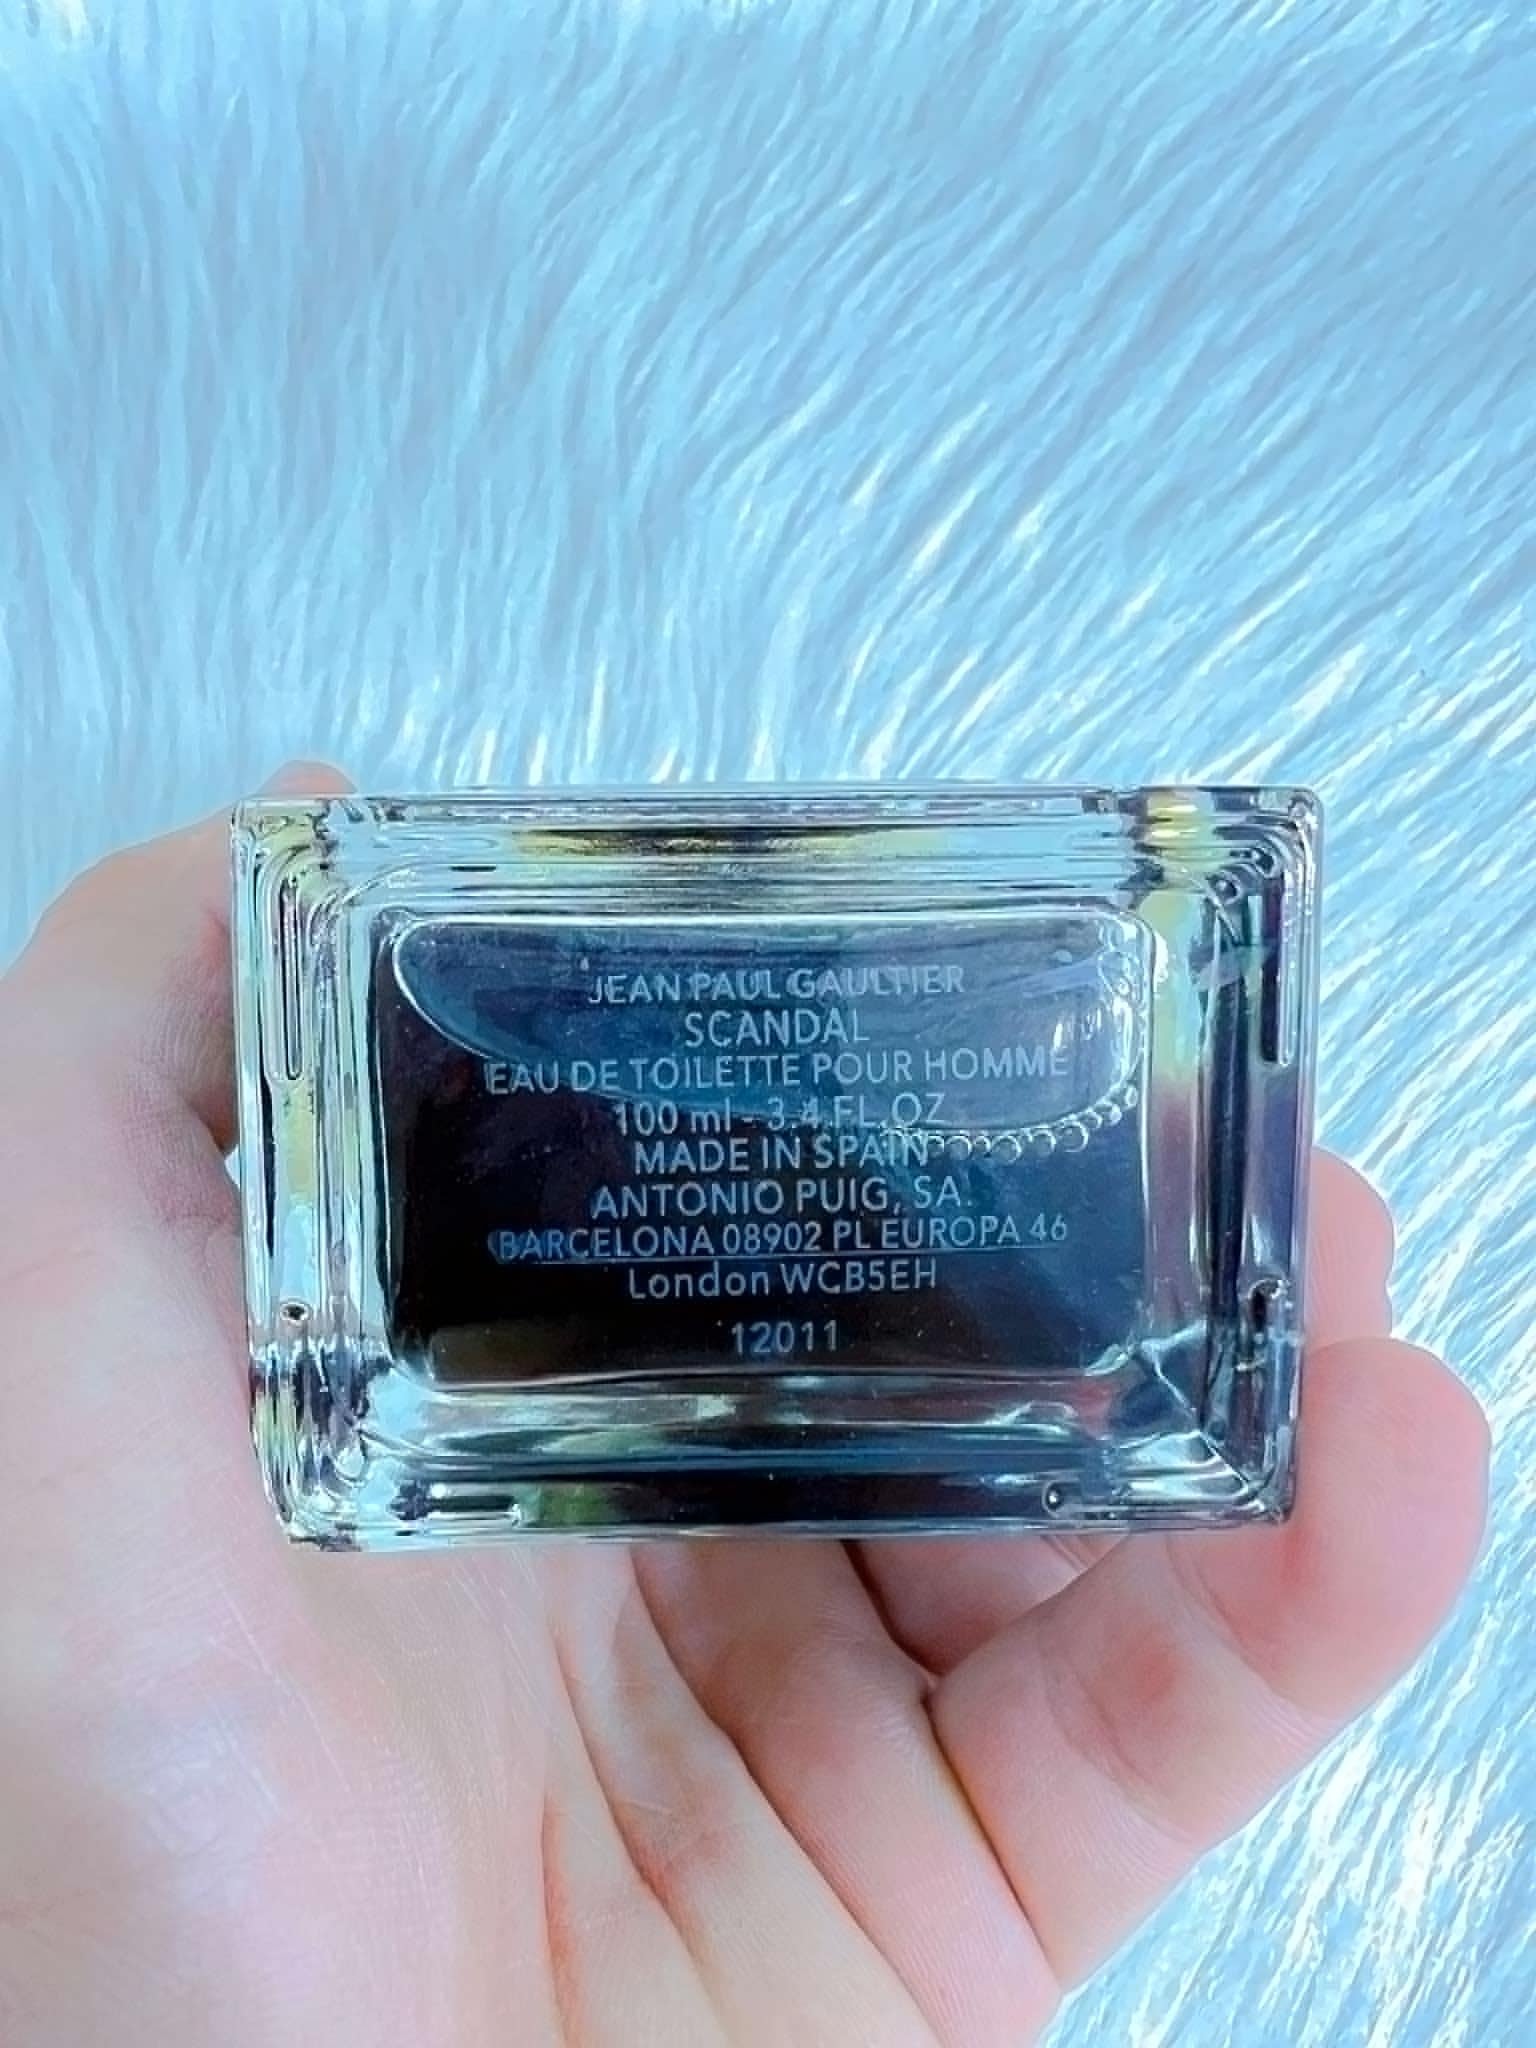 JEAN PAUL GAULTIER
SCANDAL
EAU DE TOILETTE POUR HOMME
100 ml - 3.4 FL.OZ
MADE IN SPAIN
ANTONIO PUIG, SA.
BARCELONA 08902 PL EUROPA 46
London WCB5EH
12011